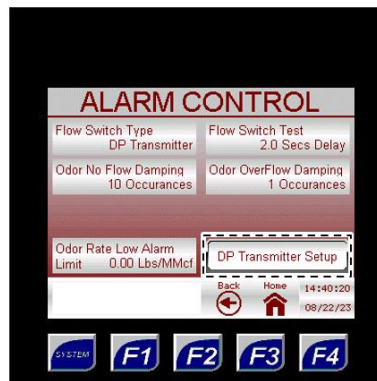 ALARM CONTROL
Flow Switch Type
DP Transmitter
Flow Switch Test
2.0 Secs Delay
Odor No Flow Damping
10 Occurances
Odor OverFlow Damping
1 Occurances
Odor Rate Low Alarm
Limit 0.00 Lbs/MMcf
DP Transmitter Setup
Back
Home
14:40:20
08/22/23
SYSTEM
F1
F2
F3
F4